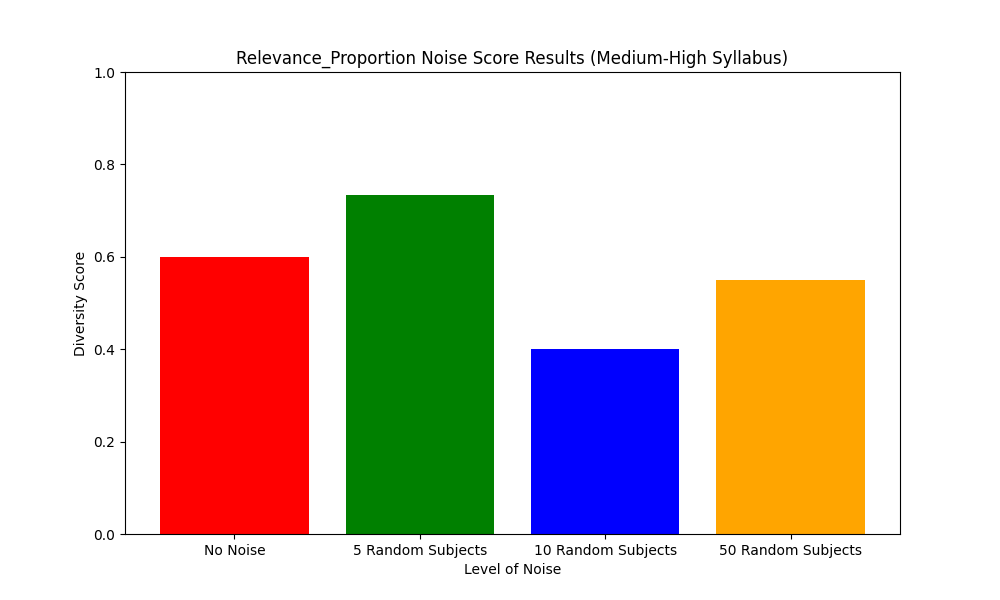 Relevance_Proportion Noise Score Results (Medium-High Syllabus)
1.0
0.8
0.6
0.4
0.2
0.0
Diversity Score
No Noise
5 Random Subjects
10 Random Subjects
50 Random Subjects
Level of Noise